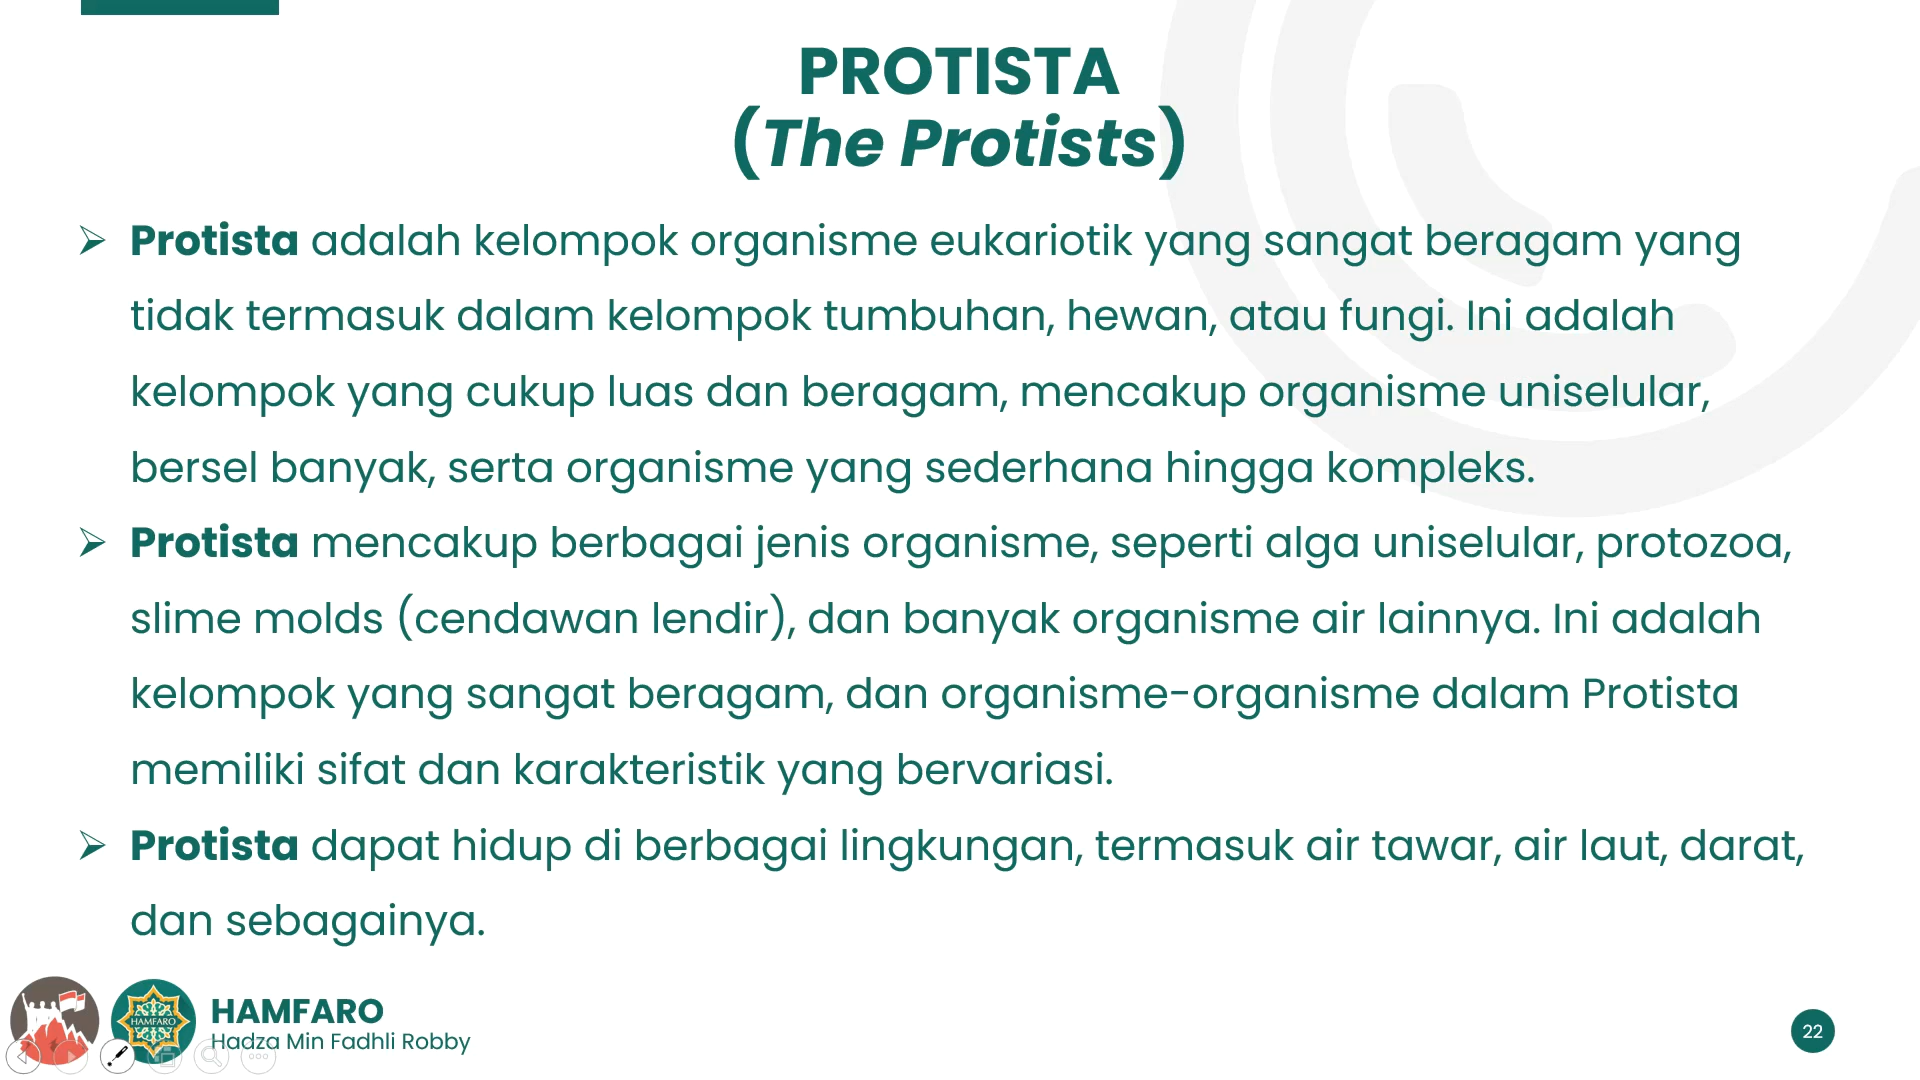 PROTISTA
(The Protists)
Protista adalah kelompok organisme eukariotik yang sangat beragam yang
tidak termasuk dalam kelompok tumbuhan, hewan, atau fungi. Ini adalah
kelompok yang cukup luas dan beragam, mencakup organisme uniselular,
bersel banyak, serta organisme yang sederhana hingga kompleks.
Protista mencakup berbagai jenis organisme, seperti alga uniselular, protozoa,
slime molds (cendawan lendir), dan banyak organisme air lainnya. Ini adalah
kelompok yang sangat beragam, dan organisme-organisme dalam Protista
memiliki sifat dan karakteristik yang bervariasi.
Protista dapat hidup di berbagai lingkungan, termasuk air tawar, air laut, darat,
dan sebagainya.
HAMFARO
HAMFARO
Hadza Min Fadhli Robby
22